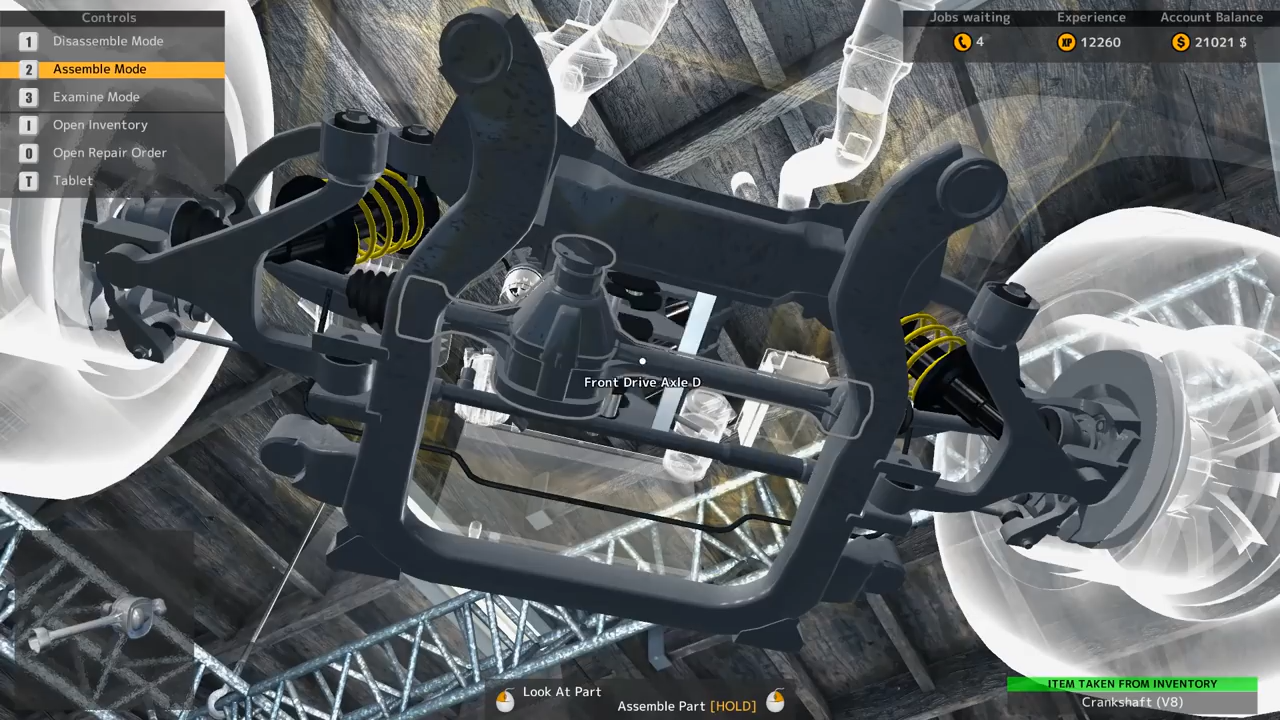 Controls
1 Disassemble Mode
2 Assemble Mode
3 Examine Mode
I Open Inventory
O Open Repair Order
T Tablet
Jobs waiting Experience Account Balance
4 XP 12260 $ 21021 $
Front Drive Axle D
Look At Part
Assemble Part [HOLD]
ITEM TAKEN FROM INVENTORY
Crankshaft (V8)